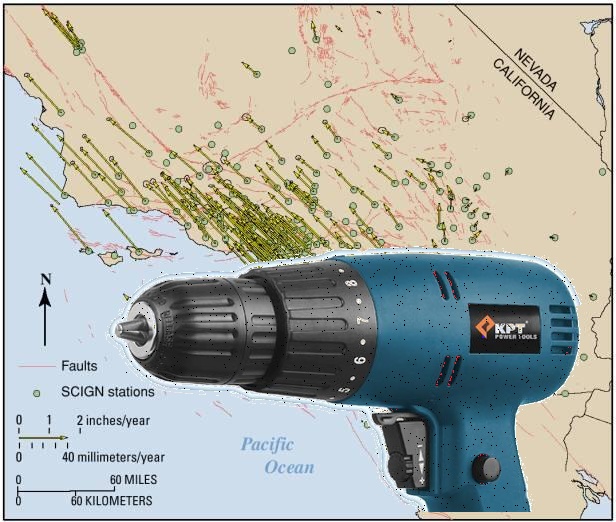 NEVADA
CALIFORNIA
N
8
7
6
5
KPT
POWER TOOLS
Faults
SCIGN stations
0 1 2 inches/year
0 40 millimeters/year
0 60 MILES
0 60 KILOMETERS
Pacific
Ocean